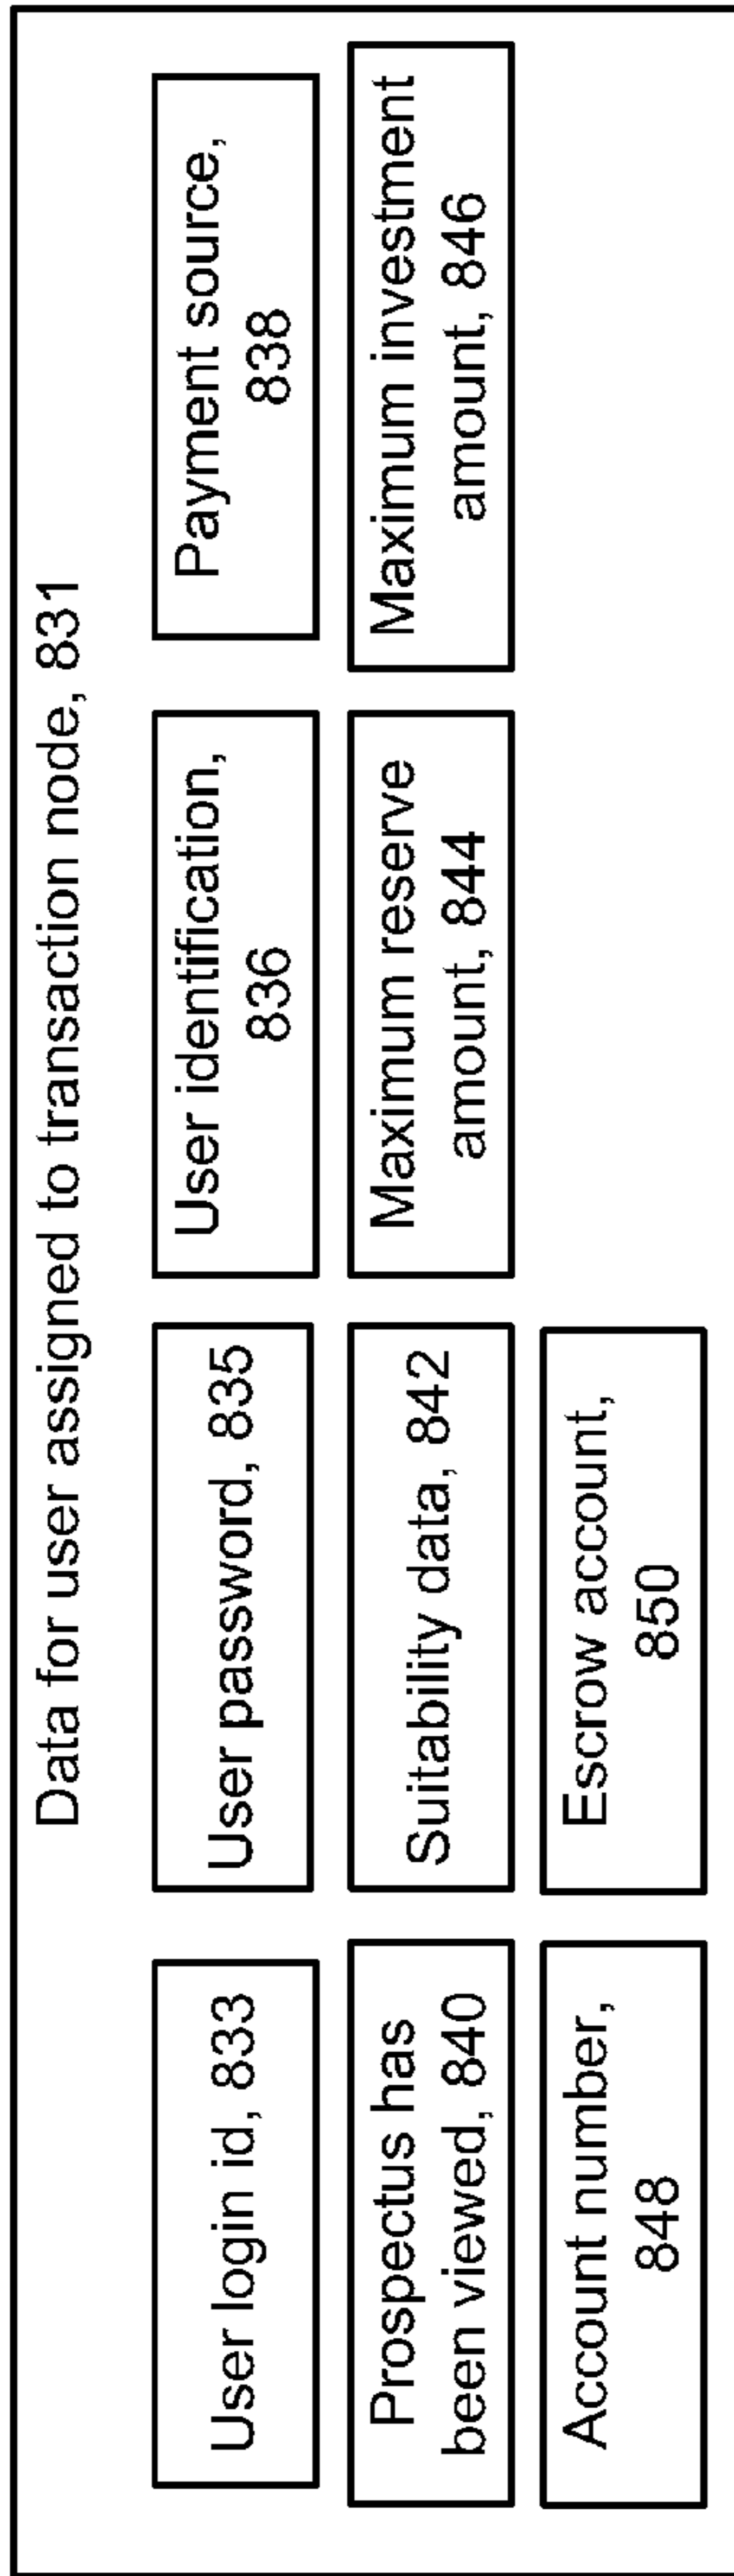 Data for user assigned to transaction node, 831
User login id, 833
User password, 835
User identification,
836
Payment source,
838
Prospectus has
been viewed, 840
Suitability data, 842
Maximum reserve
amount, 844
Maximum investment
amount, 846
Account number,
848
Escrow account,
850